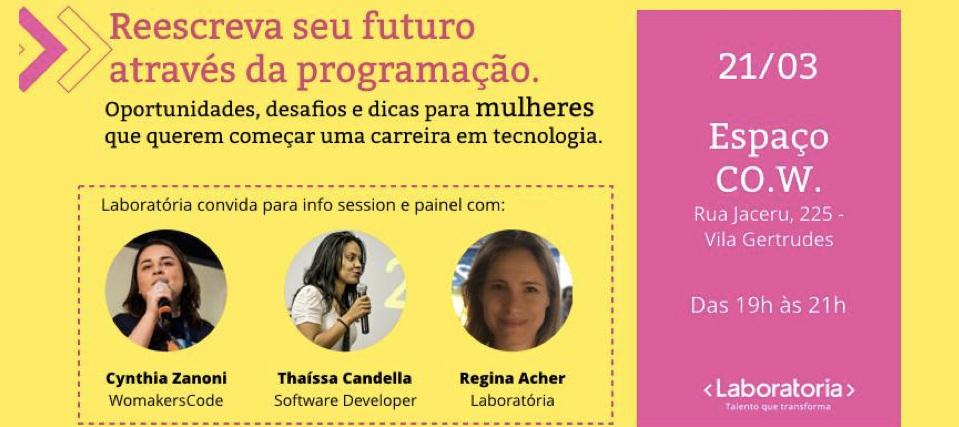 Reescreva seu futuro
através da programação.
Oportunidades, desafios e dicas para mulheres
que querem começar uma carreira em tecnologia.
Laboratória convida para info session e painel com:
Cynthia Zanoni
WomakersCode
Thaíssa Candella
Software Developer
Regina Acher
Laboratória
21/03
Espaço
CO.W.
Rua Jaceru, 225 -
Vila Gertrudes
Das 19h às 21h
<Laboratoria>
Talento que transforma